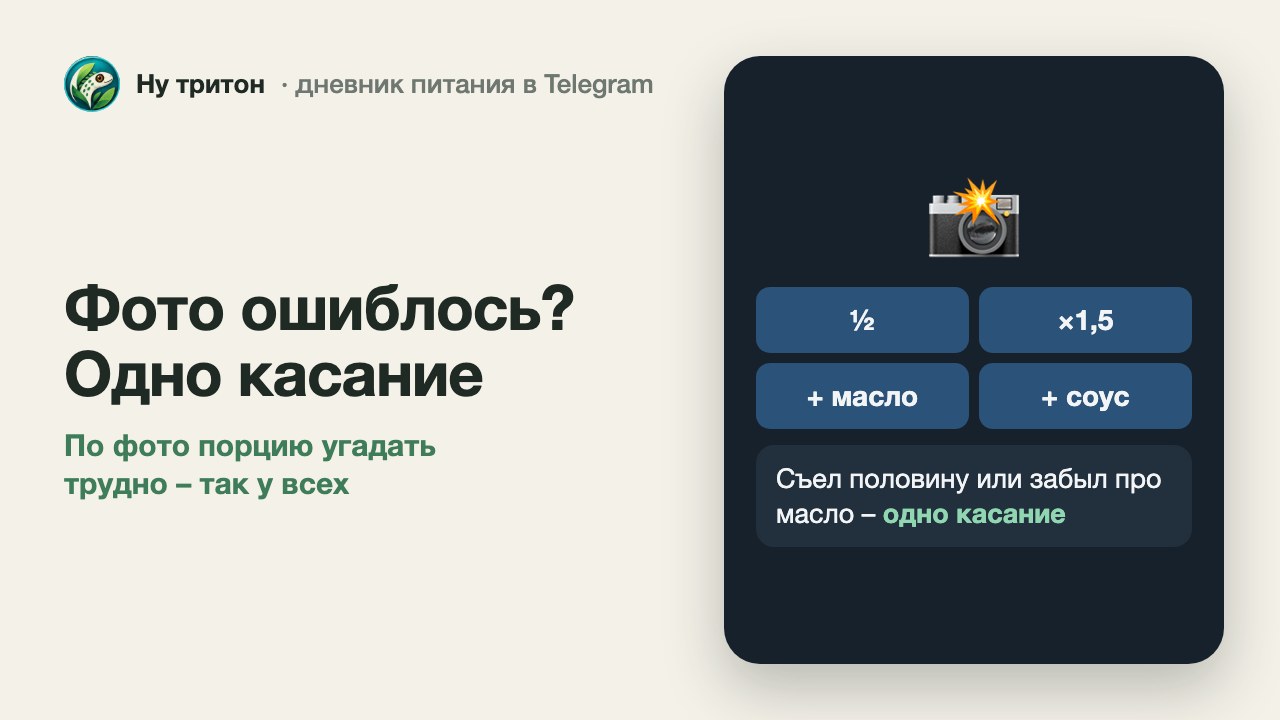 Ну тритон · дневник питания в Telegram
Фото ошиблось?
Одно касание
По фото порцию угадать
трудно – так у всех
½
×1,5
+ масло
+ соус
Съел половину или забыл про
масло – одно касание